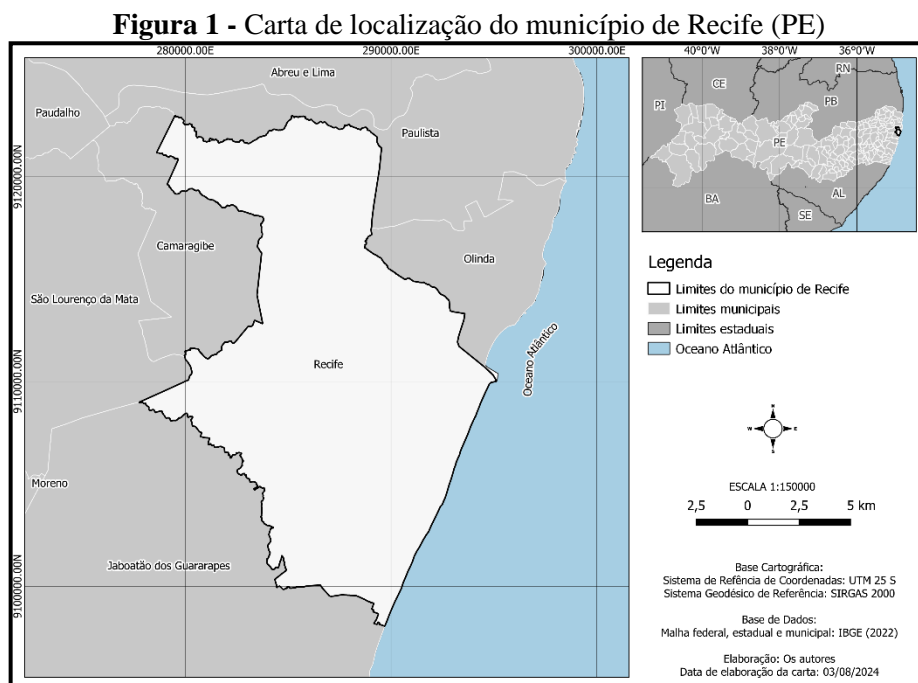 Figura 1 - Carta de localização do município de Recife (PE)
280000.00E
290000.00E
300000.00E
9120000.00N
9110000.00N
9100000.00N
Abreu e Lima
Paudalho
Paulista
Camaragibe
Olinda
São Lourenço da Mata
Oceano Atlântico
Recife
Moreno
Jaboatão dos Guararapes
40°0'W
38°0'W
36°0'W
RN
CE
PI
PB
PE
AL
BA
SE
Legenda
Limites do município de Recife
Limites municipais
Limites estaduais
Oceano Atlântico
N
W
E
S
ESCALA 1:150000
2,5
0
2,5
5 km
Base Cartográfica:
Sistema de Refência de Coordenadas: UTM 25 S
Sistema Geodésico de Referência: SIRGAS 2000
Base de Dados:
Malha federal, estadual e municipal: IBGE (2022)
Elaboração: Os autores
Data de elaboração da carta: 03/08/2024